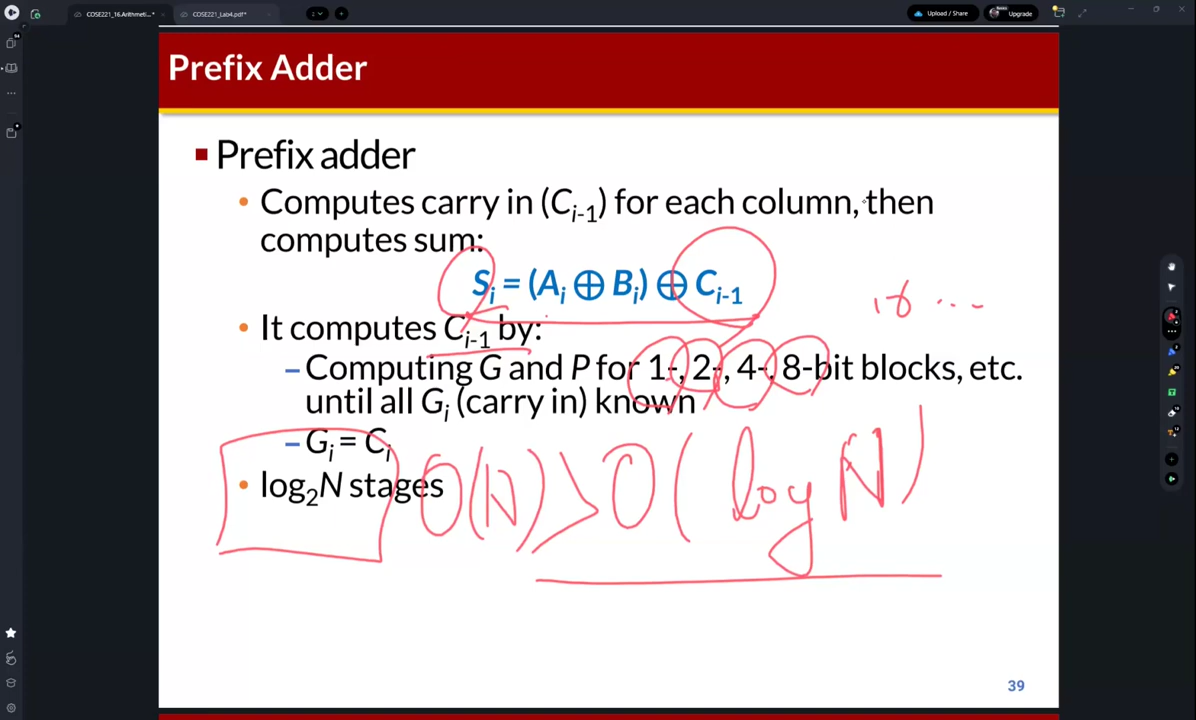 COSE221_16.Arithmeti...*
COSE221_Lab4.pdf*
2
Upload / Share
Upgrade
Prefix Adder
Prefix adder
• Computes carry in (Ci-1) for each column, then
computes sum:
Si = (Ai ⊕ Bi) ⊕ Ci-1
16 ...
• It computes Ci-1 by:
– Computing G and P for 1-, 2-, 4-, 8-bit blocks, etc.
until all Gi (carry in) known
– Gi = Ci
• log2N stages
O(N) > O(log N)
39